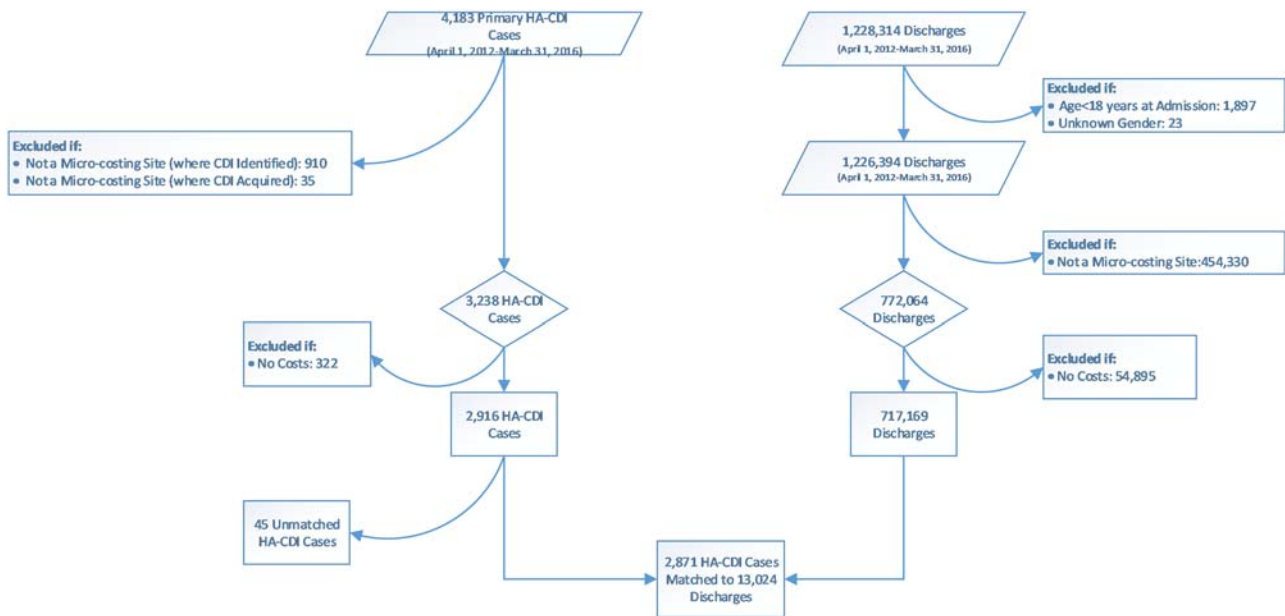 4,183 Primary HA-CDI
Cases
(April 1, 2012-March 31, 2016)
Excluded if:
• Not a Micro-costing Site (where CDI Identified): 910
• Not a Micro-costing Site (where CDI Acquired): 35
3,238 HA-CDI
Cases
Excluded if:
• No Costs: 322
2,916 HA-CDI
Cases
45 Unmatched
HA-CDI Cases
1,228,314 Discharges
(April 1, 2012-March 31, 2016)
Excluded if:
• Age<18 years at Admission: 1,897
• Unknown Gender: 23
1,226,394 Discharges
(April 1, 2012-March 31, 2016)
Excluded if:
• Not a Micro-costing Site:454,330
772,064
Discharges
Excluded if:
• No Costs: 54,895
717,169
Discharges
2,871 HA-CDI Cases
Matched to 13,024
Discharges